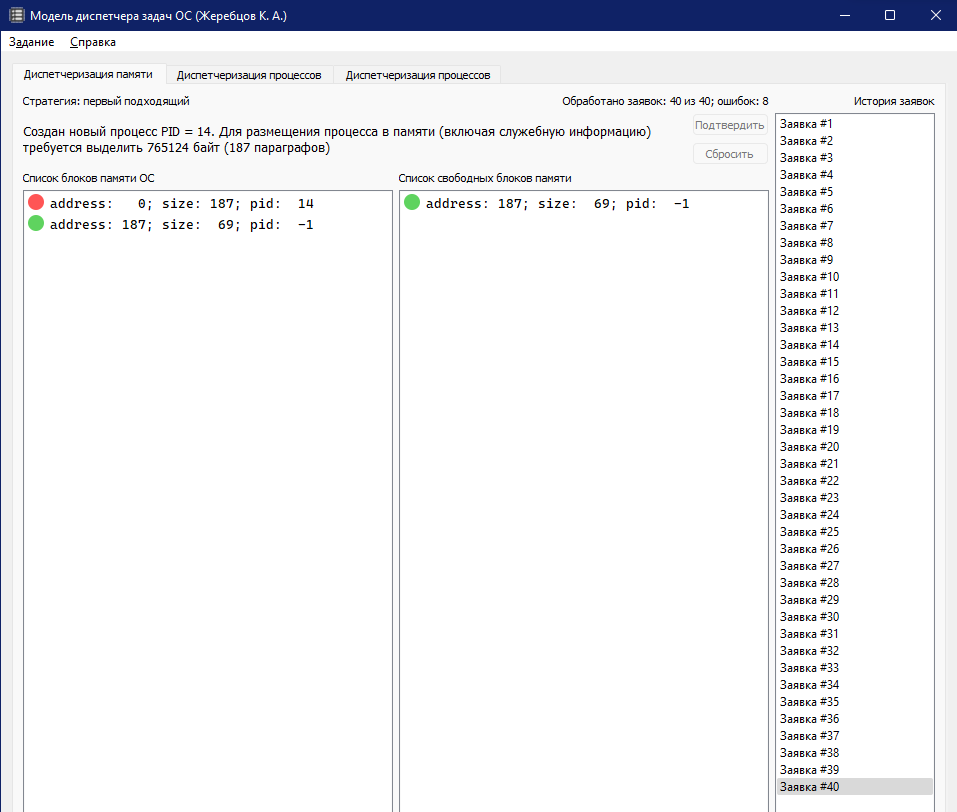 Модель диспетчера задач ОС (Жеребцов К. А.)
Задание Справка
Диспетчеризация памяти Диспетчеризация процессов Диспетчеризация процессов
Стратегия: первый подходящий Обработано заявок: 40 из 40; ошибок: 8 История заявок
Создан новый процесс PID = 14. Для размещения процесса в памяти (включая служебную информацию)
требуется выделить 765124 байт (187 параграфов)
Подтвердить
Сбросить
Список блоков памяти ОС
address: 0; size: 187; pid: 14
address: 187; size: 69; pid: -1
Список свободных блоков памяти
address: 187; size: 69; pid: -1
Заявка #1
Заявка #2
Заявка #3
Заявка #4
Заявка #5
Заявка #6
Заявка #7
Заявка #8
Заявка #9
Заявка #10
Заявка #11
Заявка #12
Заявка #13
Заявка #14
Заявка #15
Заявка #16
Заявка #17
Заявка #18
Заявка #19
Заявка #20
Заявка #21
Заявка #22
Заявка #23
Заявка #24
Заявка #25
Заявка #26
Заявка #27
Заявка #28
Заявка #29
Заявка #30
Заявка #31
Заявка #32
Заявка #33
Заявка #34
Заявка #35
Заявка #36
Заявка #37
Заявка #38
Заявка #39
Заявка #40